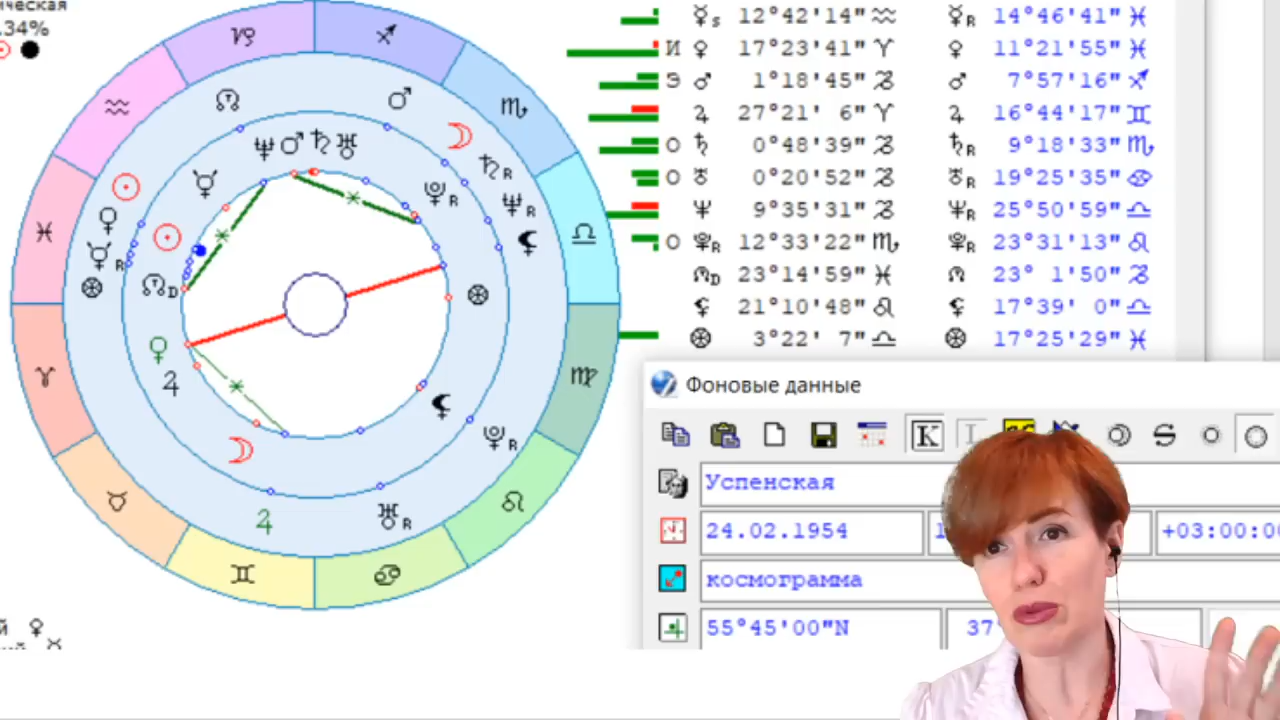 ическая
.34%
S 12°42'14" R 14°46'41"
И 17°23'41" 11°21'55"
Э 1°18'45" 7°57'16"
27°21' 6" 16°44'17"
О 0°48'39" R 9°18'33"
О 0°20'52" R 19°25'35"
9°35'31" R 25°50'59"
О R 12°33'22" R 23°31'13"
D 23°14'59" 23° 1'50"
21°10'48" 17°39' 0"
3°22' 7" 17°25'29"
R
R
R
R
D
R
R
Фоновые данные
K L
Успенская
24.02.1954 1 +03:00:00
космограмма
55°45'00"N 37°
й